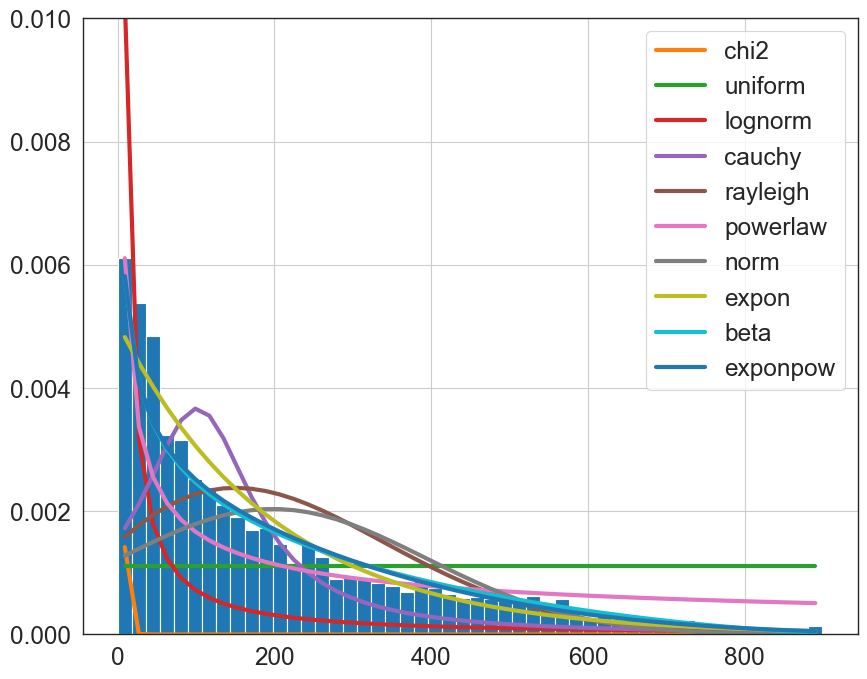 0.010
0.008
0.006
0.004
0.002
0.000
0
200
400
600
800
chi2
uniform
lognorm
cauchy
rayleigh
powerlaw
norm
expon
beta
exponpow